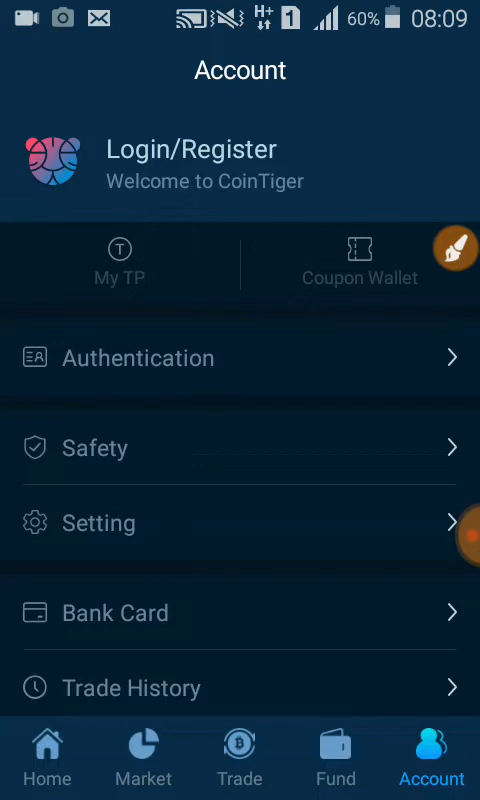 H+ 1 60% 08:09
Account
Login/Register
Welcome to CoinTiger
My TP
Coupon Wallet
Authentication
Safety
Setting
Bank Card
Trade History
Home Market Trade Fund Account